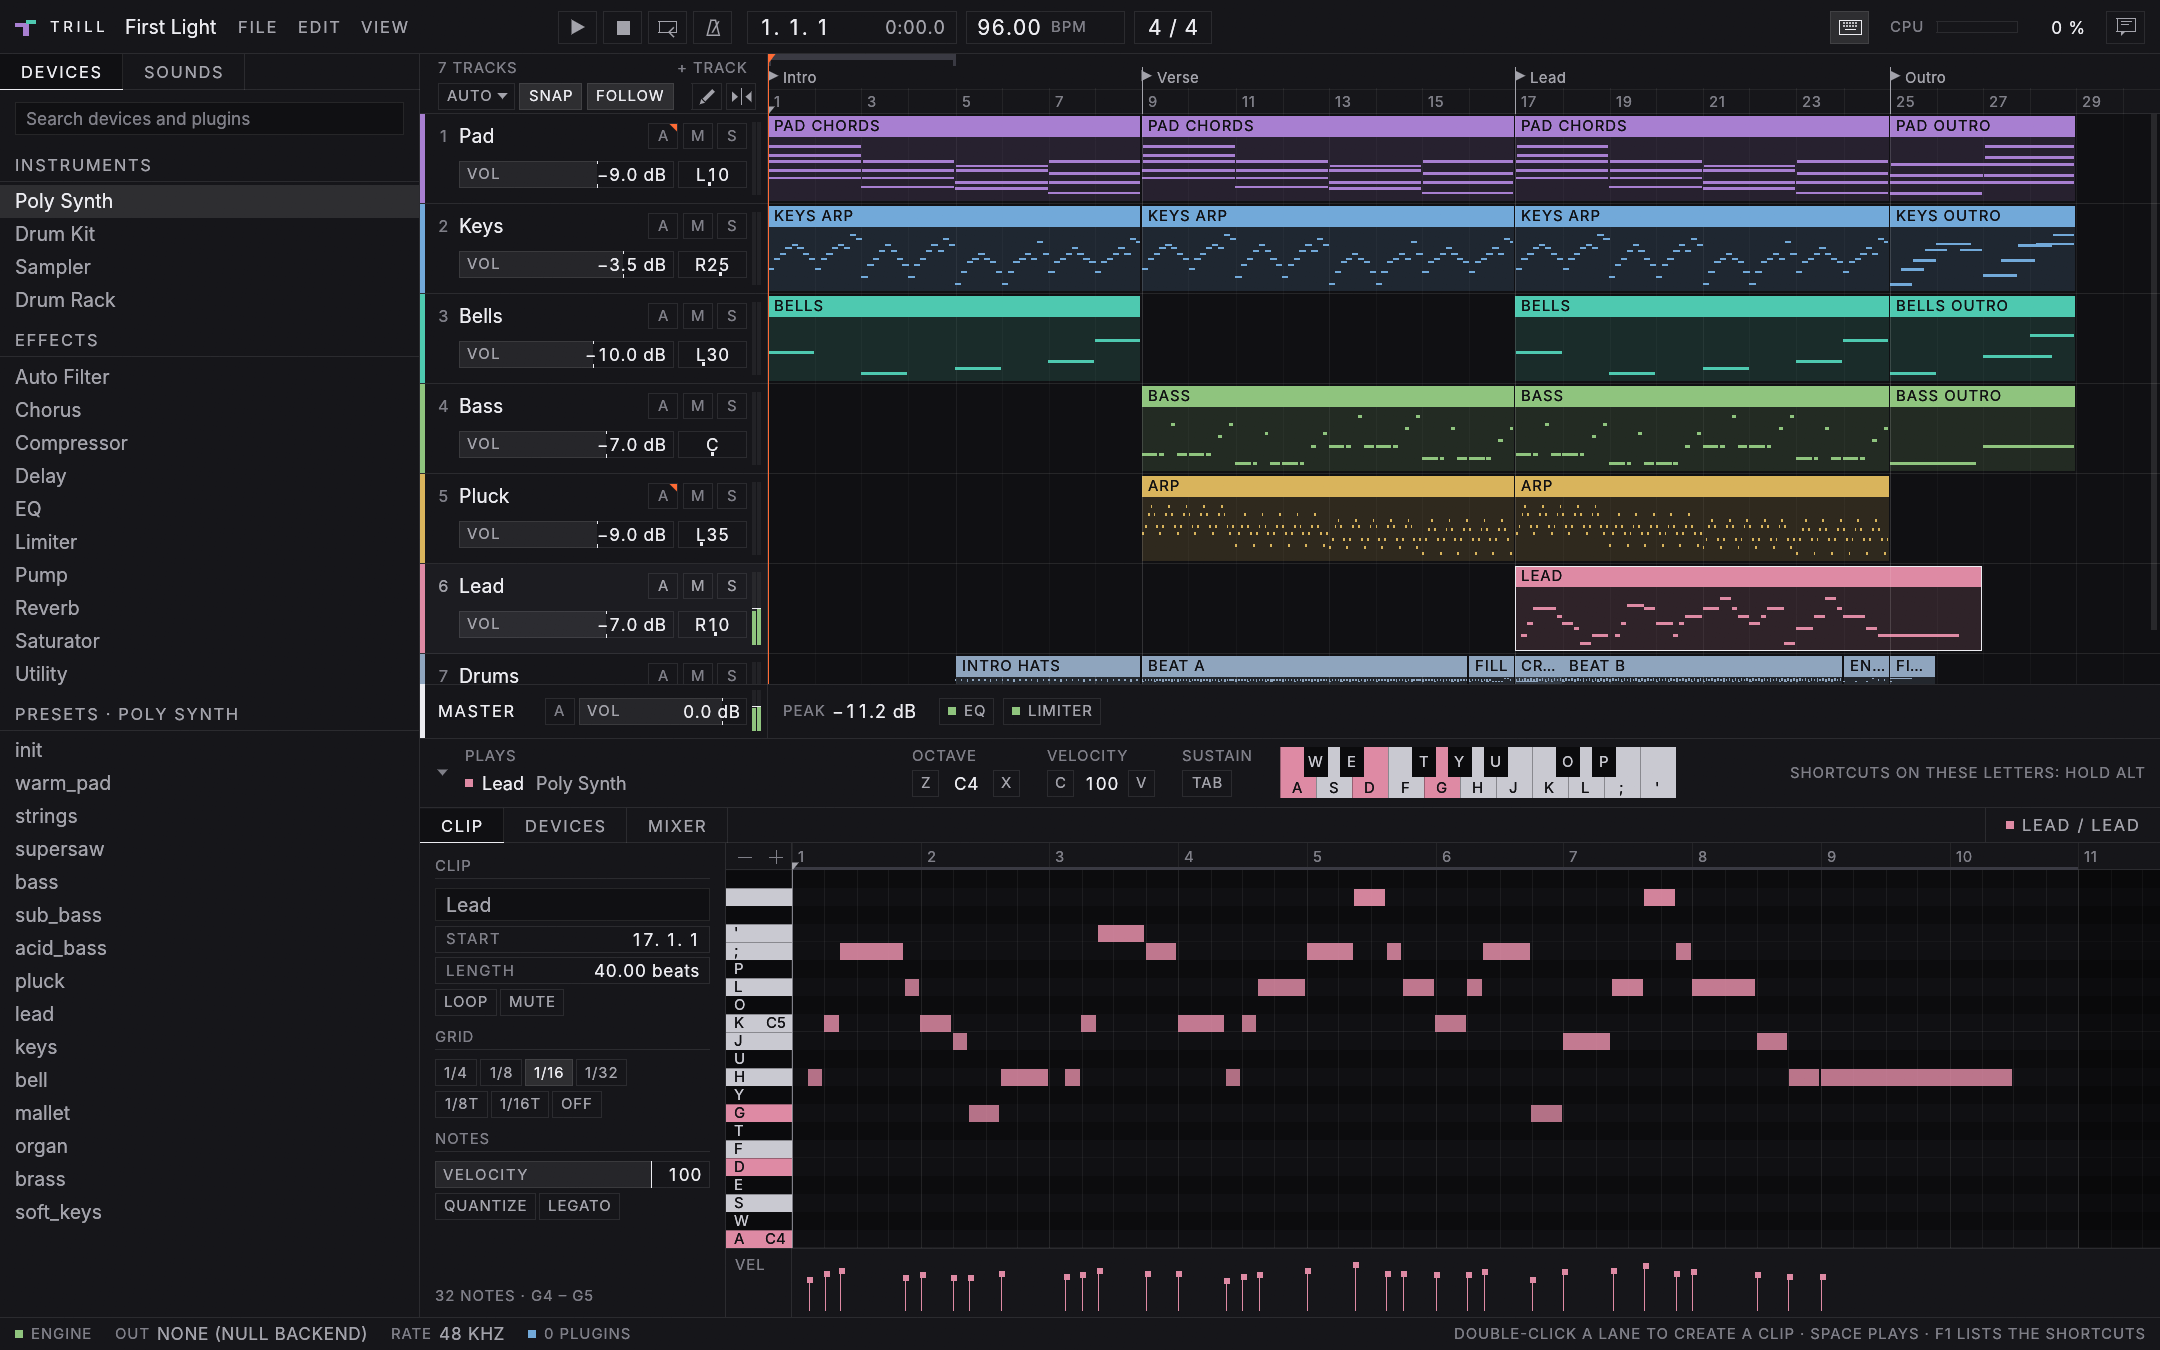 TRILL First Light FILE EDIT VIEW 1. 1. 1 0:00.0 96.00 BPM 4 / 4 CPU 0 %
DEVICES SOUNDS
Search devices and plugins
INSTRUMENTS
Poly Synth
Drum Kit
Sampler
Drum Rack
EFFECTS
Auto Filter
Chorus
Compressor
Delay
EQ
Limiter
Pump
Reverb
Saturator
Utility
PRESETS · POLY SYNTH
init
warm_pad
strings
supersaw
bass
sub_bass
acid_bass
pluck
lead
keys
bell
mallet
organ
brass
soft_keys
7 TRACKS + TRACK
AUTO SNAP FOLLOW
Intro Verse Lead Outro
1 3 5 7 9 11 13 15 17 19 21 23 25 27 29
1 Pad A M S
VOL −9.0 dB L10
PAD CHORDS PAD CHORDS PAD CHORDS PAD OUTRO
2 Keys A M S
VOL −3.5 dB R25
KEYS ARP KEYS ARP KEYS ARP KEYS OUTRO
3 Bells A M S
VOL −10.0 dB L30
BELLS BELLS BELLS OUTRO
4 Bass A M S
VOL −7.0 dB C
BASS BASS BASS OUTRO
5 Pluck A M S
VOL −9.0 dB L35
ARP ARP
6 Lead A M S
VOL −7.0 dB R10
LEAD
7 Drums A M S
INTRO HATS BEAT A FILL CR... BEAT B EN... FI...
MASTER A VOL 0.0 dB PEAK −11.2 dB EQ LIMITER
PLAYS
Lead Poly Synth
OCTAVE
Z C4 X
VELOCITY
C 100 V
SUSTAIN
TAB
W E T Y U O P
A S D F G H J K L ; '
SHORTCUTS ON THESE LETTERS: HOLD ALT
CLIP DEVICES MIXER LEAD / LEAD
CLIP
Lead
START 17. 1. 1
LENGTH 40.00 beats
LOOP MUTE
GRID
1/4 1/8 1/16 1/32
1/8T 1/16T OFF
NOTES
VELOCITY 100
QUANTIZE LEGATO
32 NOTES · G4 – G5
1 2 3 4 5 6 7 8 9 10 11
'
;
P
L
O
K C5
J
U
H
Y
G
T
F
D
E
S
W
A C4
VEL
ENGINE OUT NONE (NULL BACKEND) RATE 48 KHZ 0 PLUGINS
DOUBLE-CLICK A LANE TO CREATE A CLIP · SPACE PLAYS · F1 LISTS THE SHORTCUTS